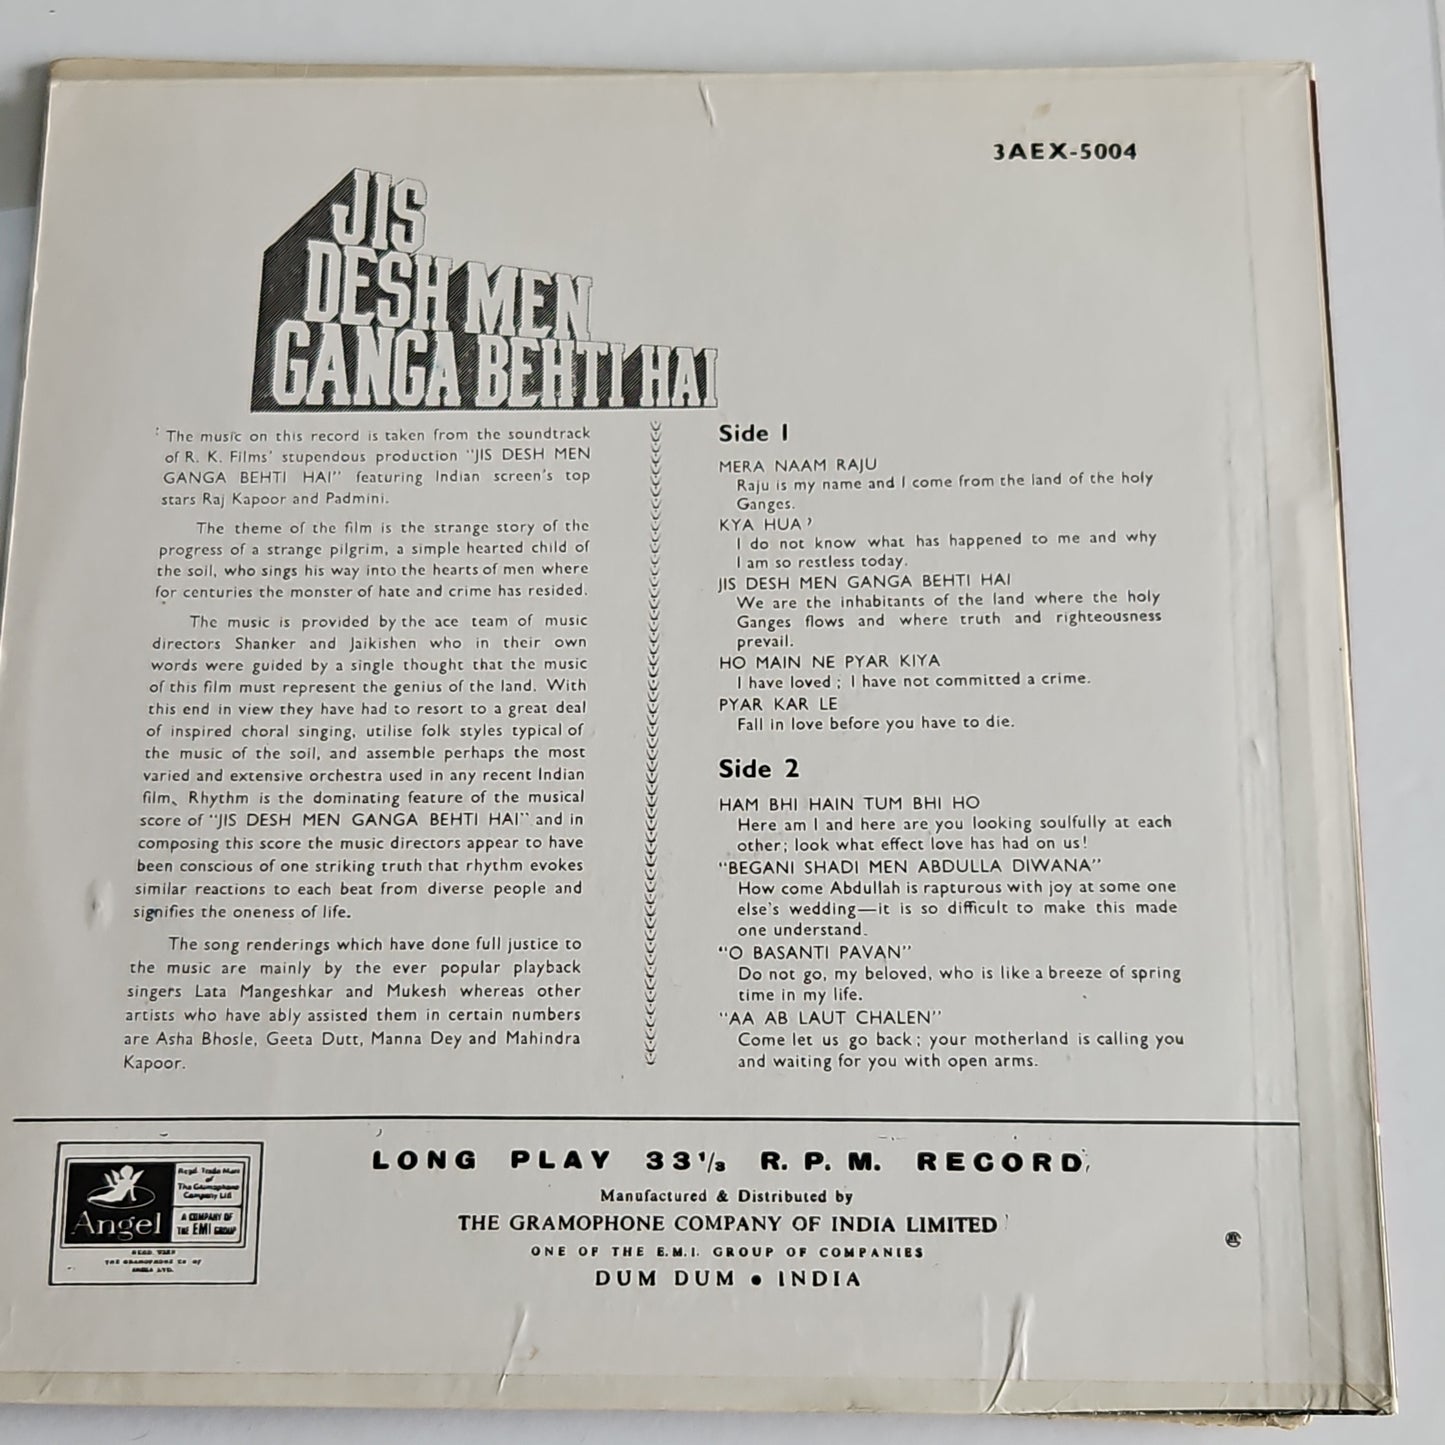 3AEX-5004
JIS
DESH MEN
GANGA BEHTI HAI
The music on this record is taken from the soundtrack
of R. K. Films' stupendous production "JIS DESH MEN
GANGA BEHTI HAI" featuring Indian screen's top
stars Raj Kapoor and Padmini.
The theme of the film is the strange story of the
progress of a strange pilgrim, a simple hearted child of
the soil, who sings his way into the hearts of men where
for centuries the monster of hate and crime has resided.
The music is provided by the ace team of music
directors Shanker and Jaikishen who in their own
words were guided by a single thought that the music
of this film must represent the genius of the land. With
this end in view they have had to resort to a great deal
of inspired choral singing, utilise folk styles typical of
the music of the soil, and assemble perhaps the most
varied and extensive orchestra used in any recent Indian
film. Rhythm is the dominating feature of the musical
score of "JIS DESH MEN GANGA BEHTI HAI" and in
composing this score the music directors appear to have
been conscious of one striking truth that rhythm evokes
similar reactions to each beat from diverse people and
signifies the oneness of life.
The song renderings which have done full justice to
the music are mainly by the ever popular playback
singers Lata Mangeshkar and Mukesh whereas other
artists who have ably assisted them in certain numbers
are Asha Bhosle, Geeta Dutt, Manna Dey and Mahindra
Kapoor.
Side 1
MERA NAAM RAJU
Raju is my name and I come from the land of the holy
Ganges.
KYA HUA'
I do not know what has happened to me and why
I am so restless today.
JIS DESH MEN GANGA BEHTI HAI
We are the inhabitants of the land where the holy
Ganges flows and where truth and righteousness
prevail.
HO MAIN NE PYAR KIYA
I have loved ; I have not committed a crime.
PYAR KAR LE
Fall in love before you have to die.
Side 2
HAM BHI HAIN TUM BHI HO
Here am I and here are you looking soulfully at each
other; look what effect love has had on us!
"BEGANI SHADI MEN ABDULLA DIWANA"
How come Abdullah is rapturous with joy at some one
else's wedding—it is so difficult to make this made
one understand.
"O BASANTI PAVAN"
Do not go, my beloved, who is like a breeze of spring
time in my life.
"AA AB LAUT CHALEN"
Come let us go back ; your motherland is calling you
and waiting for you with open arms.
LONG PLAY 33 1/3 R. P. M. RECORD
Manufactured & Distributed by
THE GRAMOPHONE COMPANY OF INDIA LIMITED
ONE OF THE E.M.I. GROUP OF COMPANIES
DUM DUM • INDIA
Angel
Regd. Trade Mark
of
The Gramophone
Company Ltd
A COMPANY OF
THE EMI GROUP
REGD. USER
THE GRAMOPHONE CO OF
INDIA LTD.